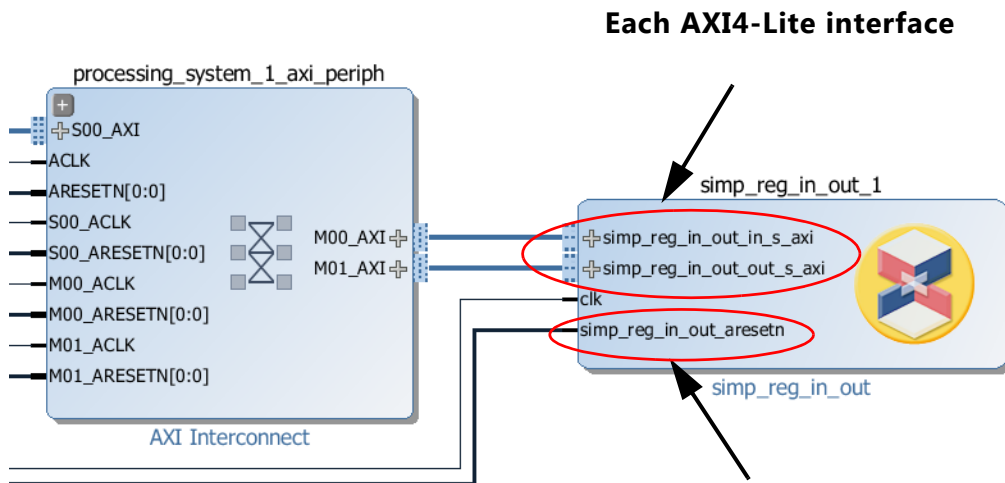 Each AXI4-Lite interface
processing_system_1_axi_periph
S00_AXI
ACLK
ARESETN[0:0]
S00_ACLK
S00_ARESETN[0:0]
M00_ACLK
M00_ARESETN[0:0]
M01_ACLK
M01_ARESETN[0:0]
M00_AXI
M01_AXI
AXI Interconnect
simp_reg_in_out_1
simp_reg_in_out_in_s_axi
simp_reg_in_out_out_s_axi
clk
simp_reg_in_out_aresetn
simp_reg_in_out